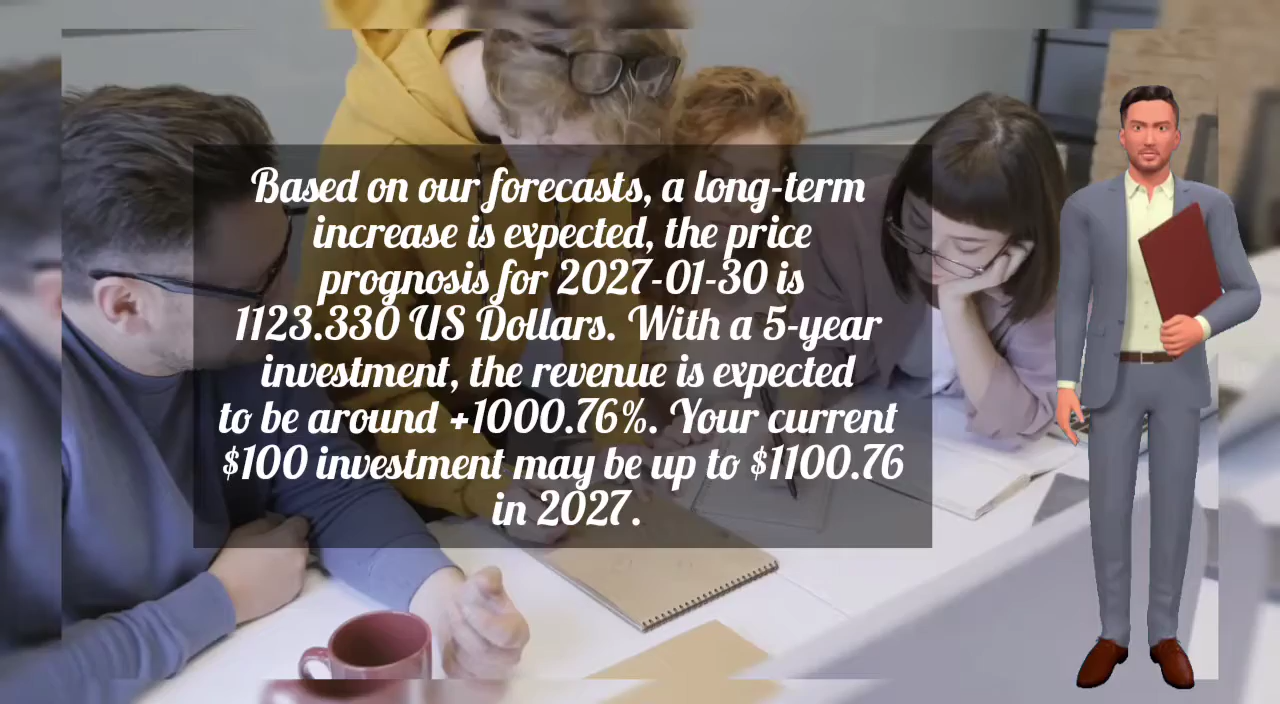 Based on our forecasts, a long-term
increase is expected, the price
prognosis for 2027-01-30 is
1123.330 US Dollars. With a 5-year
investment, the revenue is expected
to be around +1000.76%. Your current
$100 investment may be up to $1100.76
in 2027.